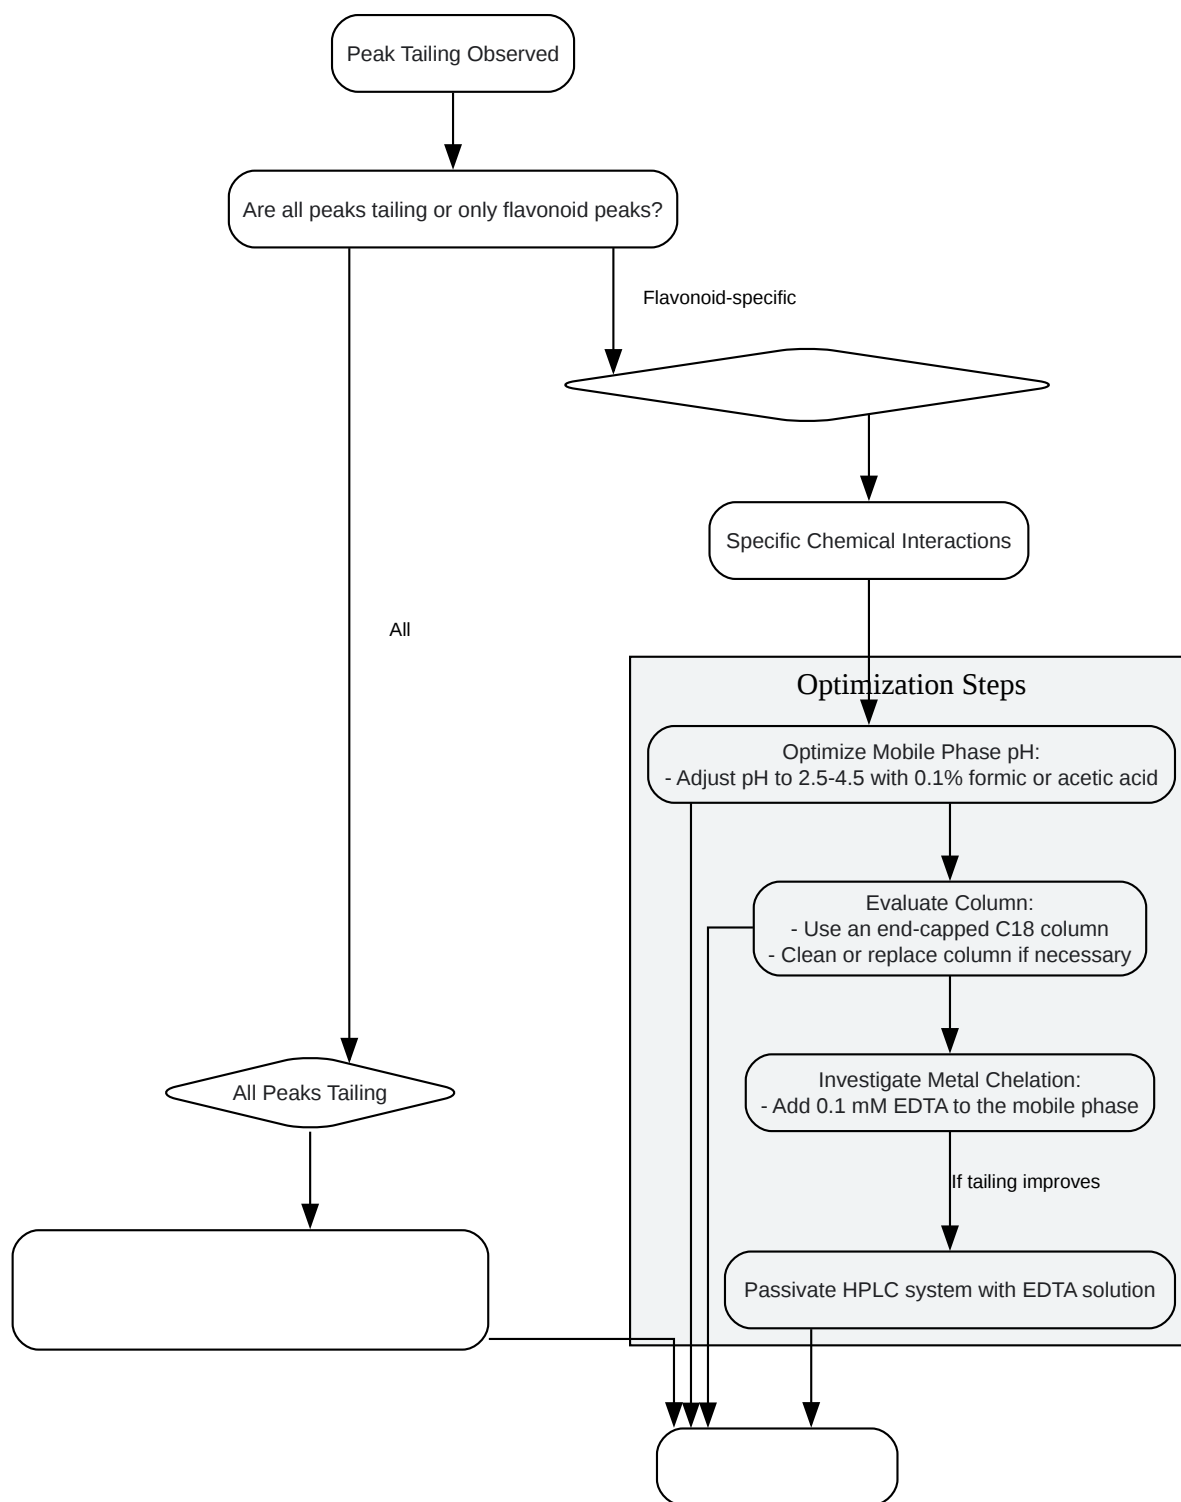 Peak Tailing Observed
Are all peaks tailing or only flavonoid peaks?
Flavonoid-specific
Specific Chemical Interactions
All
Optimization Steps
Optimize Mobile Phase pH:
- Adjust pH to 2.5-4.5 with 0.1% formic or acetic acid
Evaluate Column:
- Use an end-capped C18 column
- Clean or replace column if necessary
Investigate Metal Chelation:
- Add 0.1 mM EDTA to the mobile phase
All Peaks Tailing
If tailing improves
Passivate HPLC system with EDTA solution